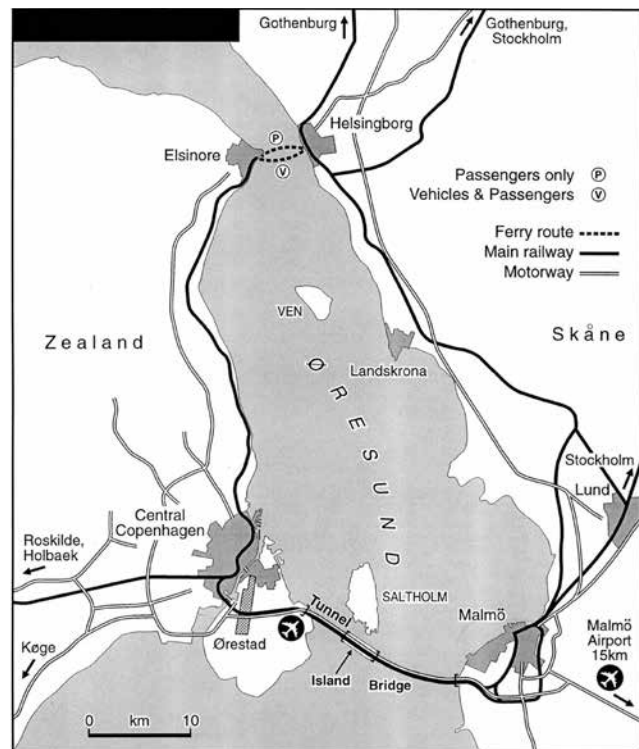 Gothenburg
Gothenburg,
Stockholm
P
Helsingborg
Elsinore
V
Passengers only P
Vehicles & Passengers V
Ferry route
Main railway
Motorway
VEN
Zealand
Skåne
Landskrona
ØRESUND
Stockholm
Lund
Central
Copenhagen
Roskilde,
Holbaek
SALTHOLM
Tunnel
Malmö
Ørestad
Malmö
Airport
15km
Køge
Island
Bridge
0 km 10